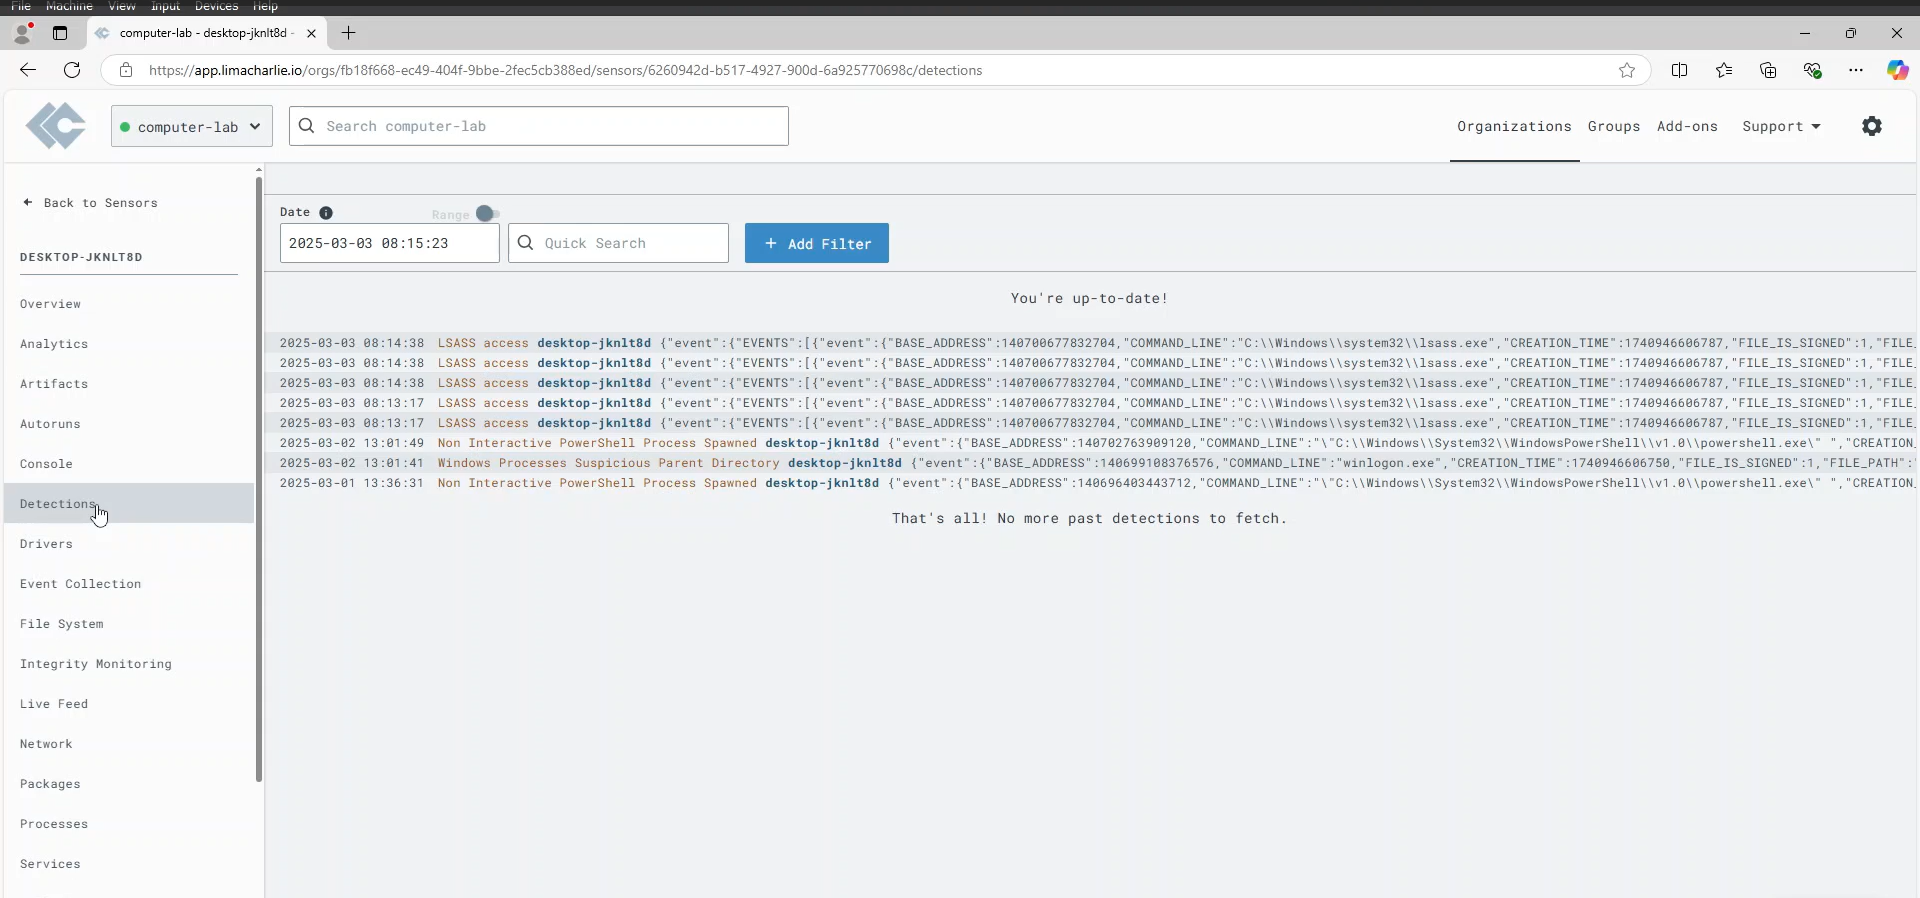 File Machine View Input Devices Help
computer-lab - desktop-jknlt8d -
https://app.limacharlie.io/orgs/fb18f668-ec49-404f-9bbe-2fec5cb388ed/sensors/6260942d-b517-4927-900d-6a925770698c/detections
computer-lab
Search computer-lab
Organizations Groups Add-ons Support
Back to Sensors
DESKTOP-JKNLT8D
Overview
Analytics
Artifacts
Autoruns
Console
Detections
Drivers
Event Collection
File System
Integrity Monitoring
Live Feed
Network
Packages
Processes
Services
Date Range
2025-03-03 08:15:23 Quick Search + Add Filter
You're up-to-date!
2025-03-03 08:14:38 LSASS access desktop-jknlt8d {"event":{"EVENTS":[{"event":{"BASE_ADDRESS":140700677832704,"COMMAND_LINE":"C:\\Windows\\system32\\lsass.exe","CREATION_TIME":1740946606787,"FILE_IS_SIGNED":1,"FILE_
2025-03-03 08:14:38 LSASS access desktop-jknlt8d {"event":{"EVENTS":[{"event":{"BASE_ADDRESS":140700677832704,"COMMAND_LINE":"C:\\Windows\\system32\\lsass.exe","CREATION_TIME":1740946606787,"FILE_IS_SIGNED":1,"FILE_
2025-03-03 08:14:38 LSASS access desktop-jknlt8d {"event":{"EVENTS":[{"event":{"BASE_ADDRESS":140700677832704,"COMMAND_LINE":"C:\\Windows\\system32\\lsass.exe","CREATION_TIME":1740946606787,"FILE_IS_SIGNED":1,"FILE_
2025-03-03 08:13:17 LSASS access desktop-jknlt8d {"event":{"EVENTS":[{"event":{"BASE_ADDRESS":140700677832704,"COMMAND_LINE":"C:\\Windows\\system32\\lsass.exe","CREATION_TIME":1740946606787,"FILE_IS_SIGNED":1,"FILE_
2025-03-03 08:13:17 LSASS access desktop-jknlt8d {"event":{"EVENTS":[{"event":{"BASE_ADDRESS":140700677832704,"COMMAND_LINE":"C:\\Windows\\system32\\lsass.exe","CREATION_TIME":1740946606787,"FILE_IS_SIGNED":1,"FILE_
2025-03-02 13:01:49 Non Interactive PowerShell Process Spawned desktop-jknlt8d {"event":{"BASE_ADDRESS":140702763909120,"COMMAND_LINE":"\"C:\\Windows\\System32\\WindowsPowerShell\\v1.0\\powershell.exe\" ","CREATION_
2025-03-02 13:01:41 Windows Processes Suspicious Parent Directory desktop-jknlt8d {"event":{"BASE_ADDRESS":140699108376576,"COMMAND_LINE":"winlogon.exe","CREATION_TIME":1740946606750,"FILE_IS_SIGNED":1,"FILE_PATH":"
2025-03-01 13:36:31 Non Interactive PowerShell Process Spawned desktop-jknlt8d {"event":{"BASE_ADDRESS":140696403443712,"COMMAND_LINE":"\"C:\\Windows\\System32\\WindowsPowerShell\\v1.0\\powershell.exe\" ","CREATION_
That's all! No more past detections to fetch.